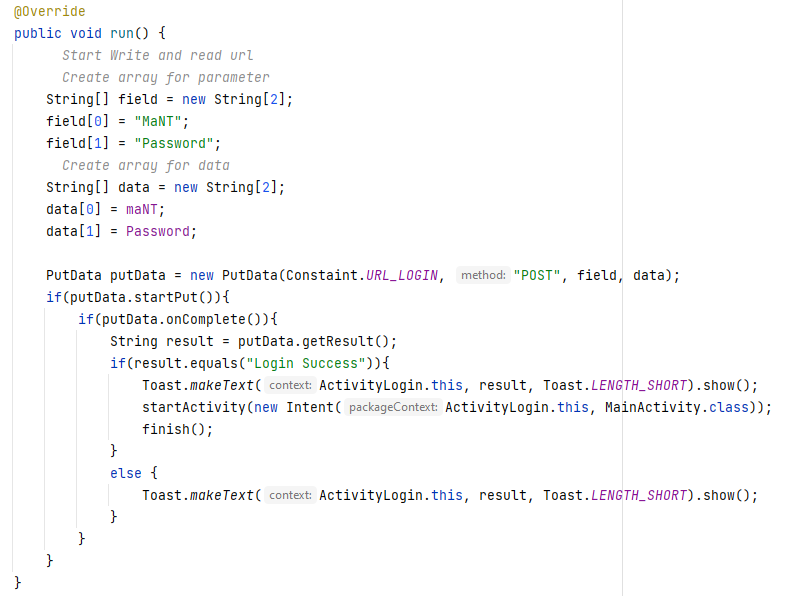 @Override
public void run() {
Start Write and read url
Create array for parameter
String[] field = new String[2];
field[0] = "MaNT";
field[1] = "Password";
Create array for data
String[] data = new String[2];
data[0] = maNT;
data[1] = Password;
PutData putData = new PutData(Constaint.URL_LOGIN, method: "POST", field, data);
if(putData.startPut()){
if(putData.onComplete()){
String result = putData.getResult();
if(result.equals("Login Success")){
Toast.makeText( context: ActivityLogin.this, result, Toast.LENGTH_SHORT).show();
startActivity(new Intent( packageContext: ActivityLogin.this, MainActivity.class));
finish();
}
else {
Toast.makeText( context: ActivityLogin.this, result, Toast.LENGTH_SHORT).show();
}
}
}
}